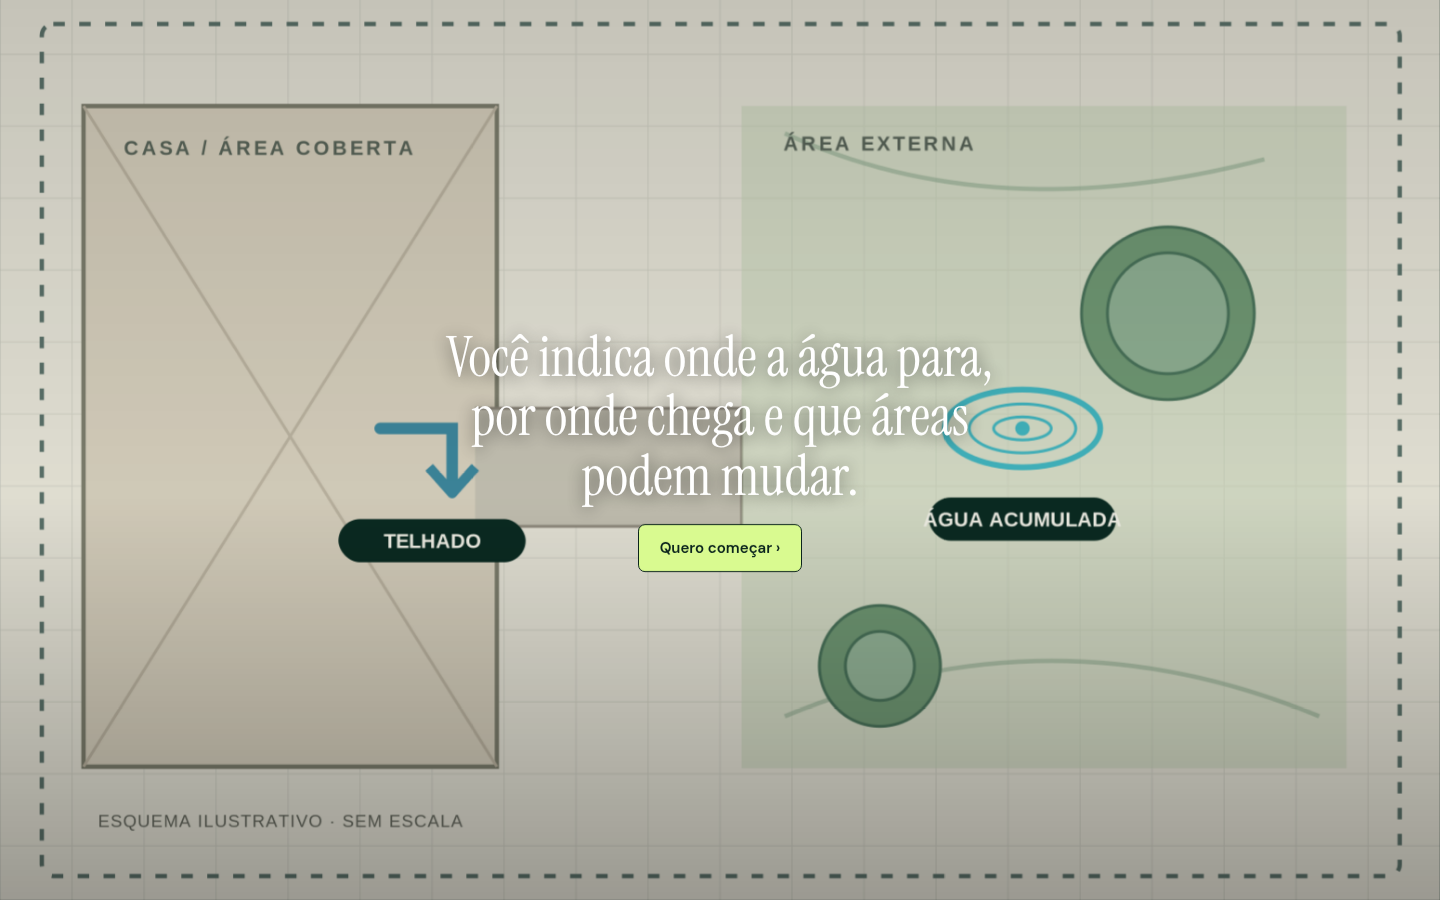 CASA / ÁREA COBERTA
ÁREA EXTERNA
Você indica onde a água para,
por onde chega e que áreas
podem mudar.
TELHADO
ÁGUA ACUMULADA
Quero começar ›
ESQUEMA ILUSTRATIVO · SEM ESCALA